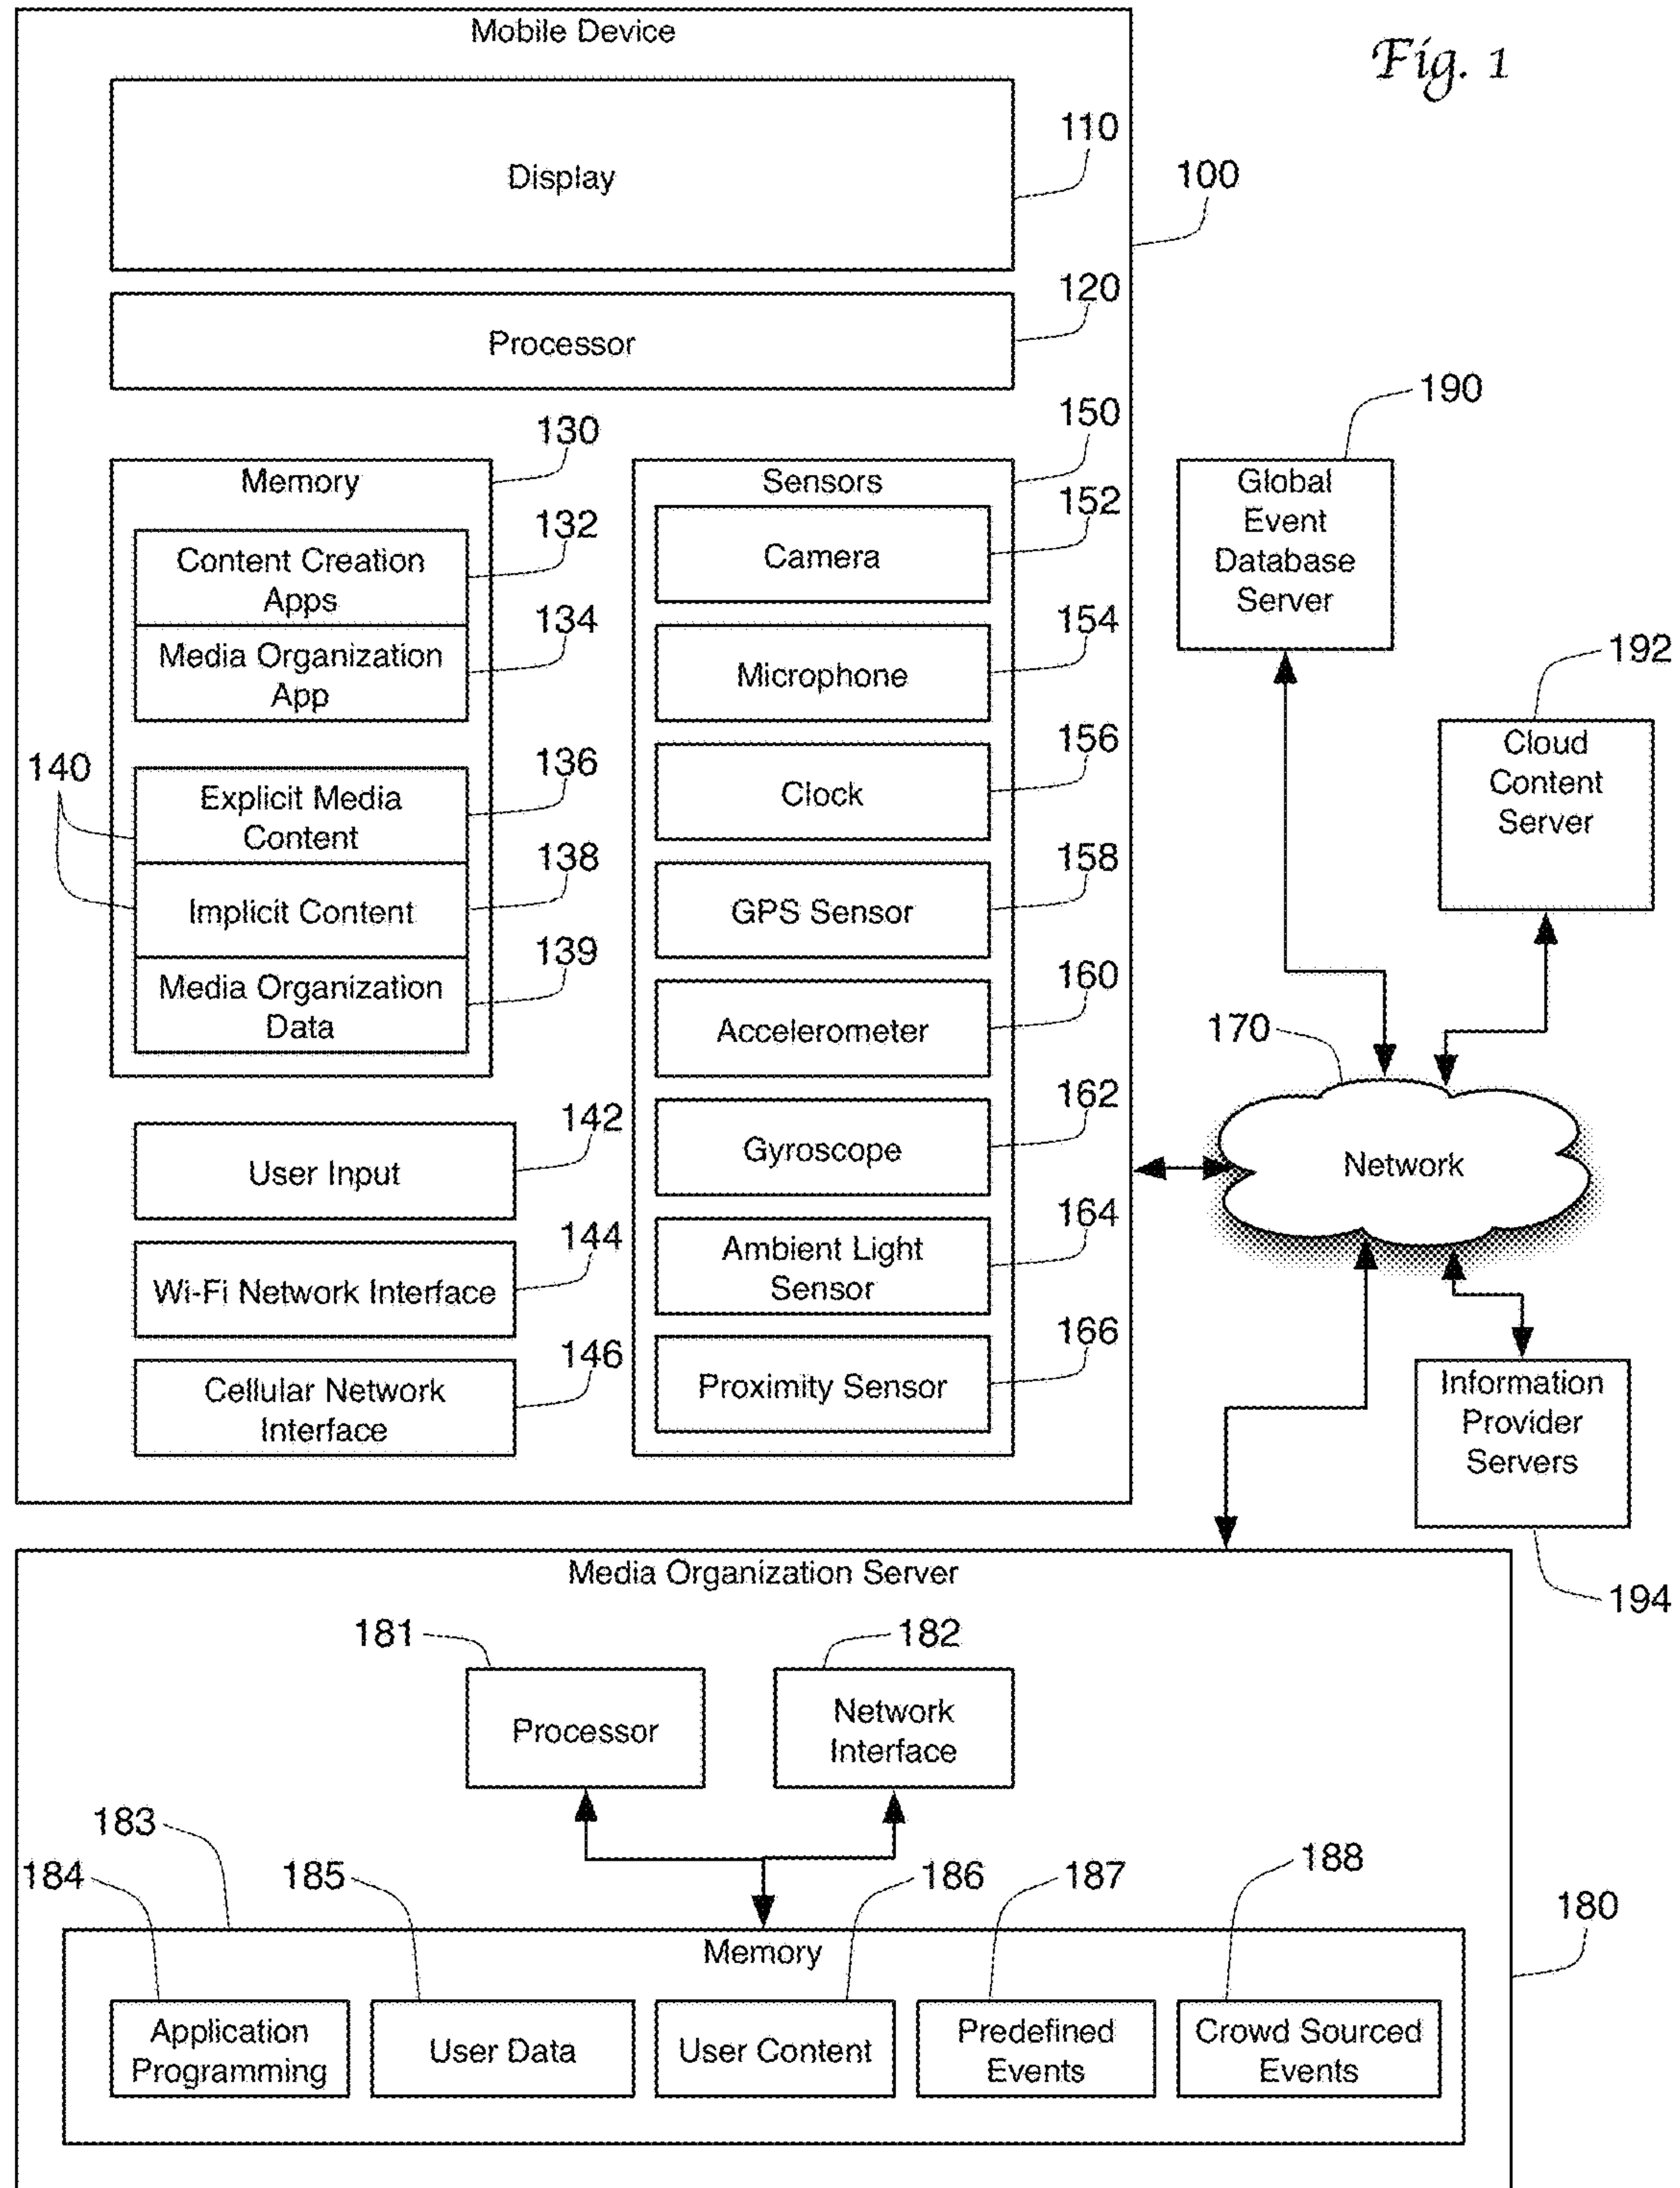 Fig. 1
Mobile Device
Display
110
100
Processor
120
130
Memory
Content Creation
Apps
132
Media Organization
App
134
140
Explicit Media
Content
136
Implicit Content
138
Media Organization
Data
139
User Input
142
Wi-Fi Network Interface
144
Cellular Network
Interface
146
150
Sensors
Camera
152
Microphone
154
Clock
156
GPS Sensor
158
Accelerometer
160
Gyroscope
162
Ambient Light
Sensor
164
Proximity Sensor
166
190
Global
Event
Database
Server
192
Cloud
Content
Server
170
Network
Information
Provider
Servers
194
Media Organization Server
181
182
Processor
Network
Interface
183
184
185
186
187
188
180
Memory
Application
Programming
User Data
User Content
Predefined
Events
Crowd Sourced
Events